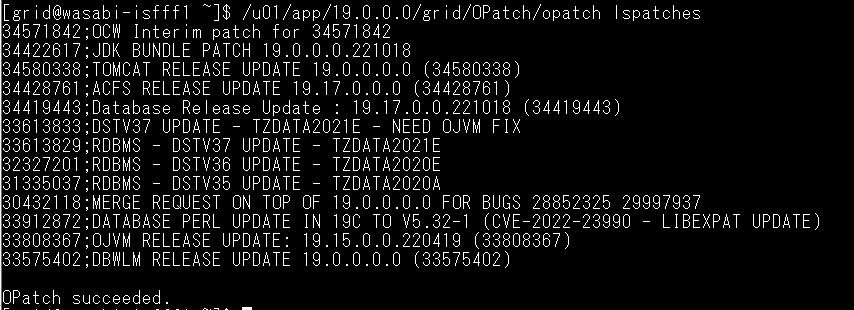 [grid@wasabi-isfff1 ~]$ /u01/app/19.0.0.0/grid/OPatch/opatch lspatches
34571842;OCW Interim patch for 34571842
34422617;JDK BUNDLE PATCH 19.0.0.0.221018
34580338;TOMCAT RELEASE UPDATE 19.0.0.0.0 (34580338)
34428761;ACFS RELEASE UPDATE 19.17.0.0.0 (34428761)
34419443;Database Release Update : 19.17.0.0.221018 (34419443)
33613833;DSTV37 UPDATE - TZDATA2021E - NEED OJVM FIX
33613829;RDBMS - DSTV37 UPDATE - TZDATA2021E
32327201;RDBMS - DSTV36 UPDATE - TZDATA2020E
31335037;RDBMS - DSTV35 UPDATE - TZDATA2020A
30432118;MERGE REQUEST ON TOP OF 19.0.0.0.0 FOR BUGS 28852325 29997937
33912872;DATABASE PERL UPDATE IN 19C TO V5.32-1 (CVE-2022-23990 - LIBEXPAT UPDATE)
33808367;OJVM RELEASE UPDATE: 19.15.0.0.220419 (33808367)
33575402;DBWLM RELEASE UPDATE 19.0.0.0.0 (33575402)
OPatch succeeded.